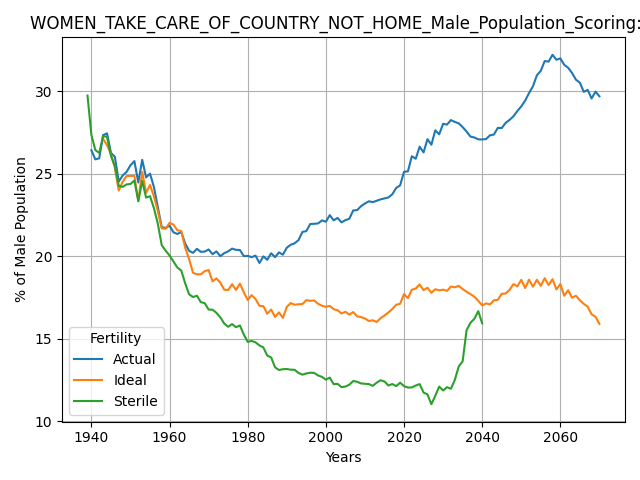 WOMEN_TAKE_CARE_OF_COUNTRY_NOT_HOME_Male_Population_Scoring:
30
25
20
15
10
% of Male Population
Fertility
Actual
Ideal
Sterile
1940 1960 1980 2000 2020 2040 2060
Years